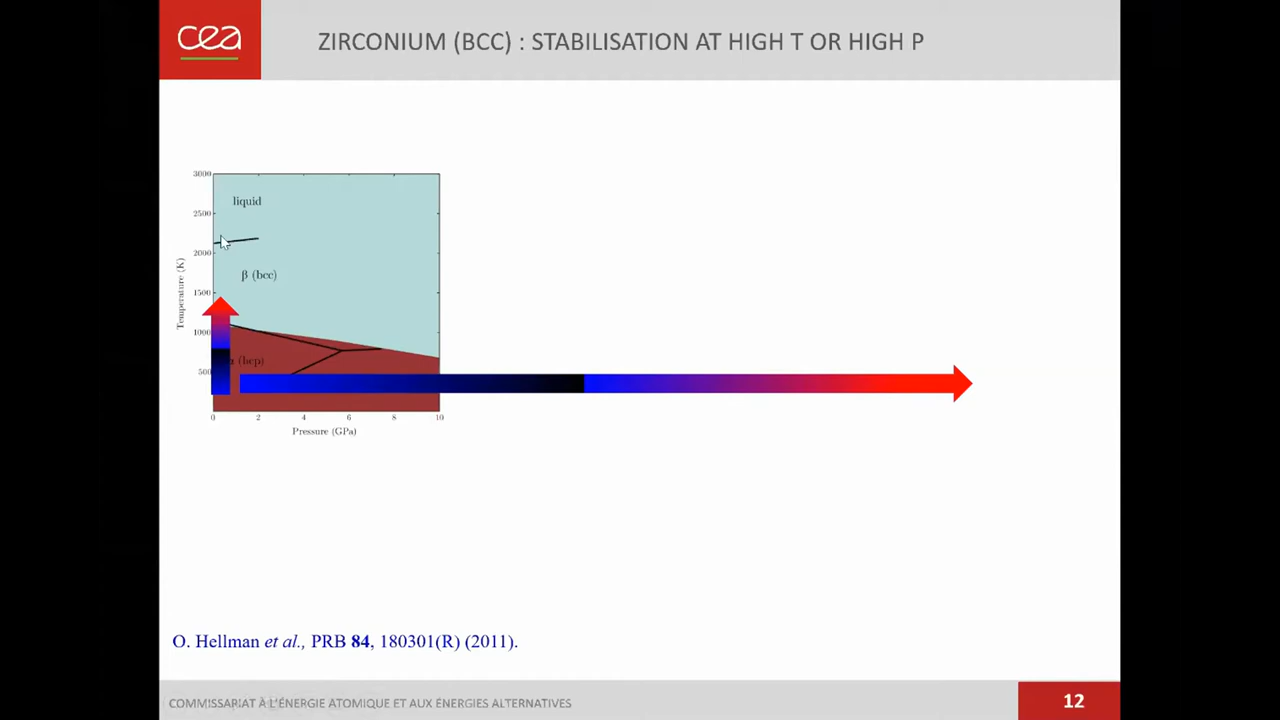 cea
ZIRCONIUM (BCC) : STABILISATION AT HIGH T OR HIGH P
3000
liquid
2500
2000
β (bcc)
1500
Temperature (K)
1000
(hcp)
500
0 2 4 6 8 10
Pressure (GPa)
O. Hellman et al., PRB 84, 180301(R) (2011).
COMMISSARIAT À L'ÉNERGIE ATOMIQUE ET AUX ÉNERGIES ALTERNATIVES
12